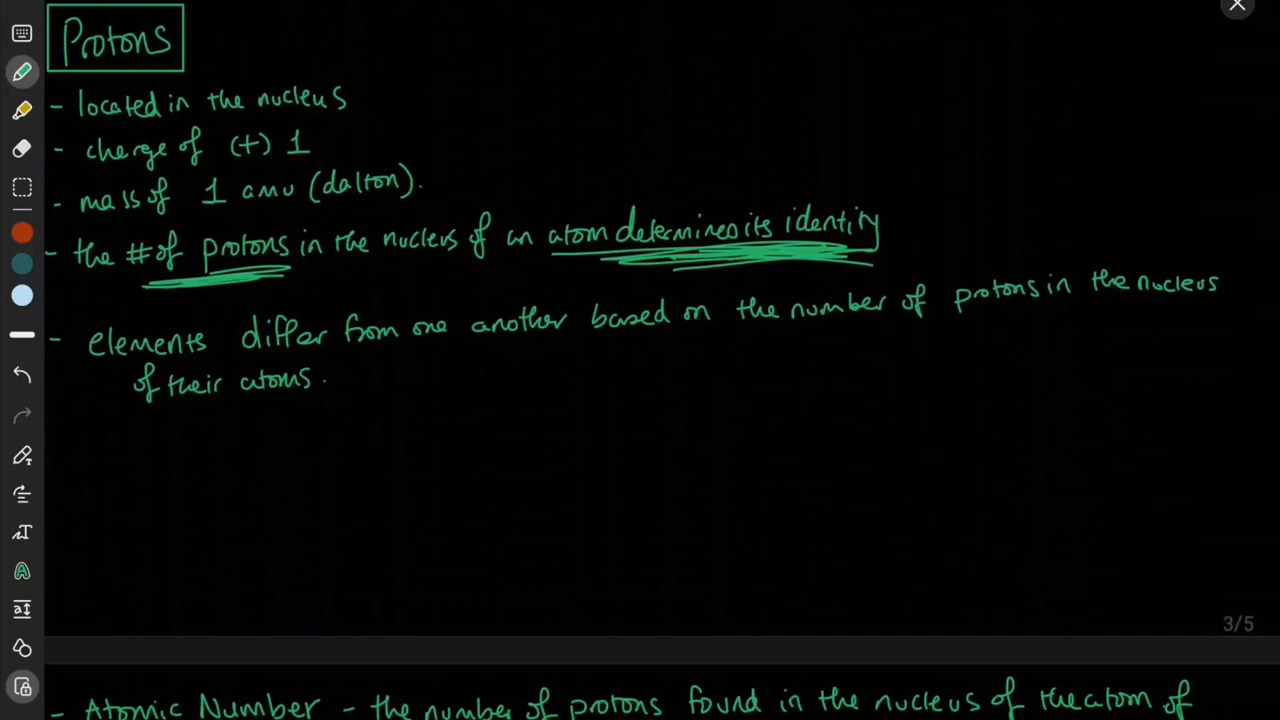 Protons
- located in the nucleus
- charge of (+) 1
- mass of 1 amu (dalton).
- the # of protons in the nucleus of an atom determines its identity
- elements differ from one another based on the number of protons in the nucleus
of their atoms.
3/5
- Atomic Number - the number of protons found in the nucleus of the atom of